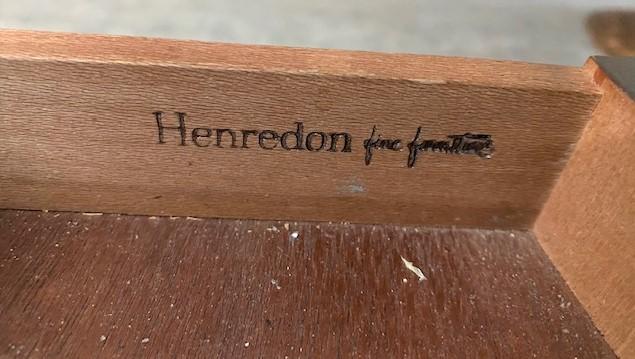 Henredon fine furniture